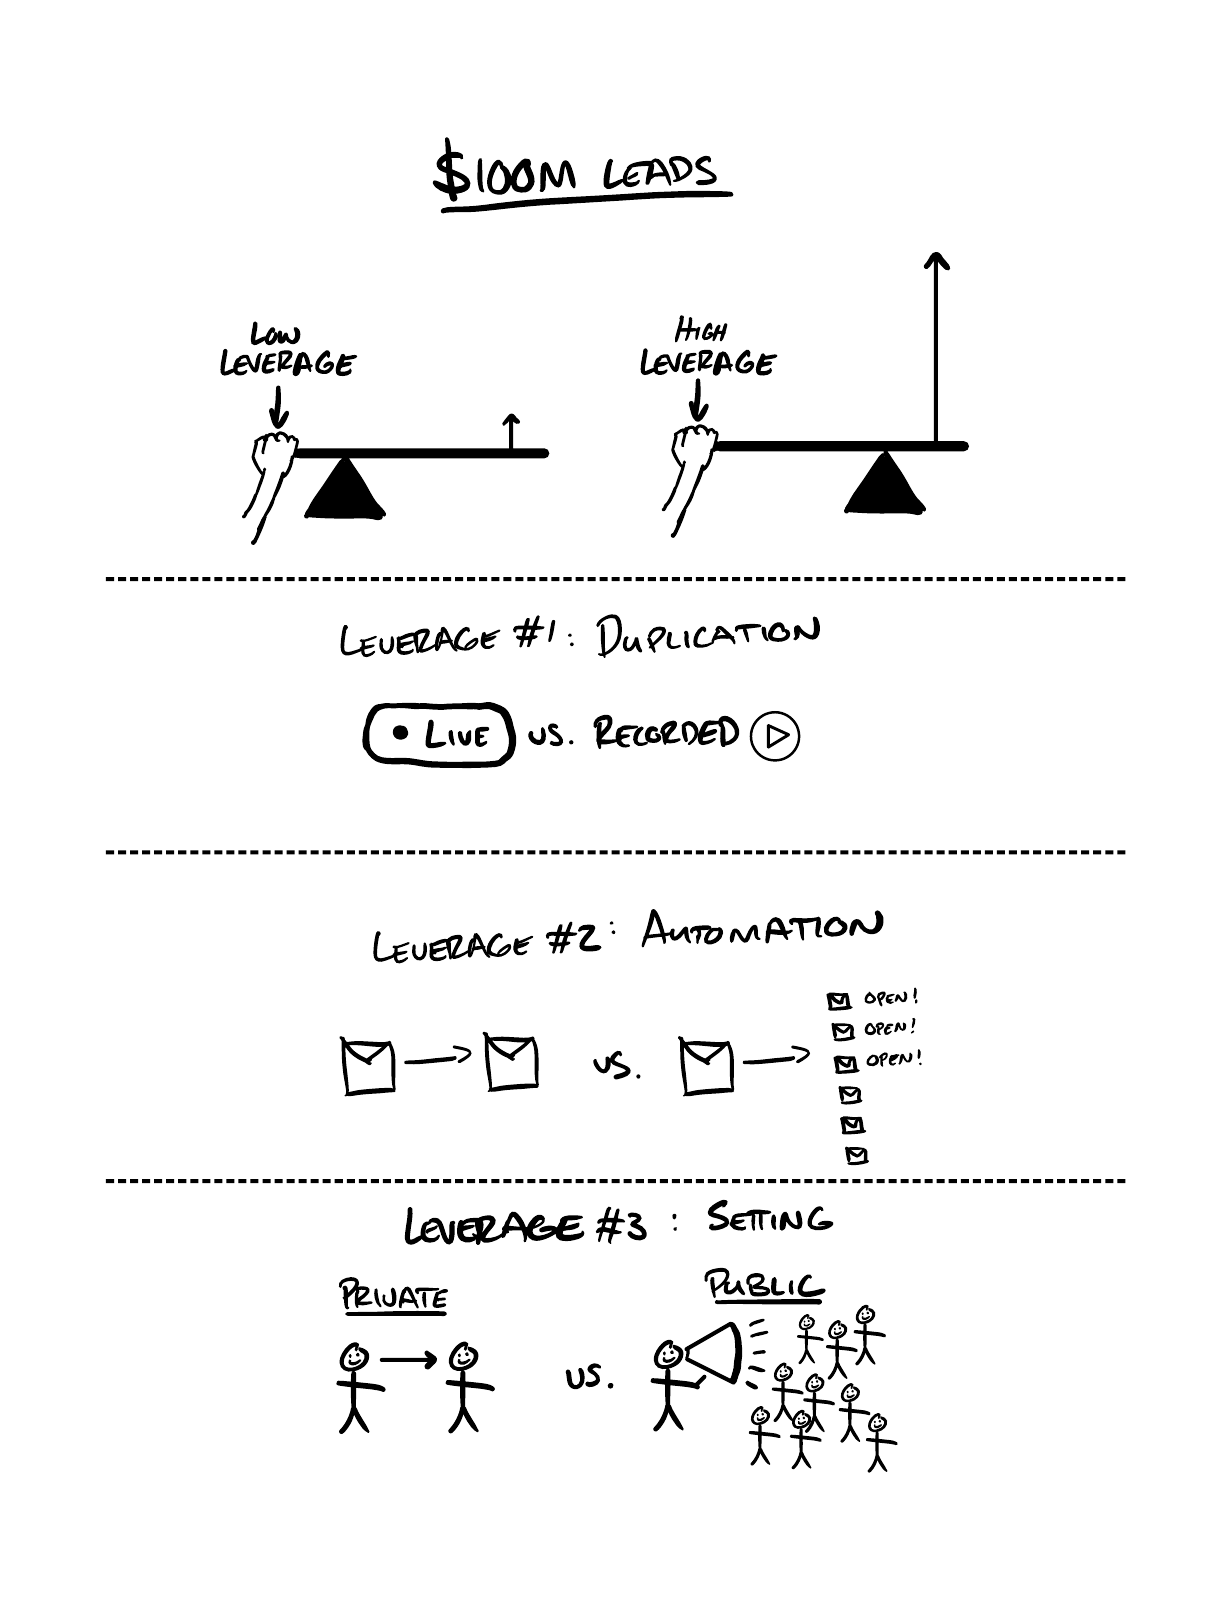 $100M LEADS
LOW
LEVERAGE
HIGH
LEVERAGE
LEVERAGE #1: DUPLICATION
• LIVE VS. RECORDED
LEVERAGE #2: AUTOMATION
OPEN!
OPEN!
VS. OPEN!
LEVERAGE #3 : SETTING
PRIVATE
PUBLIC
VS.